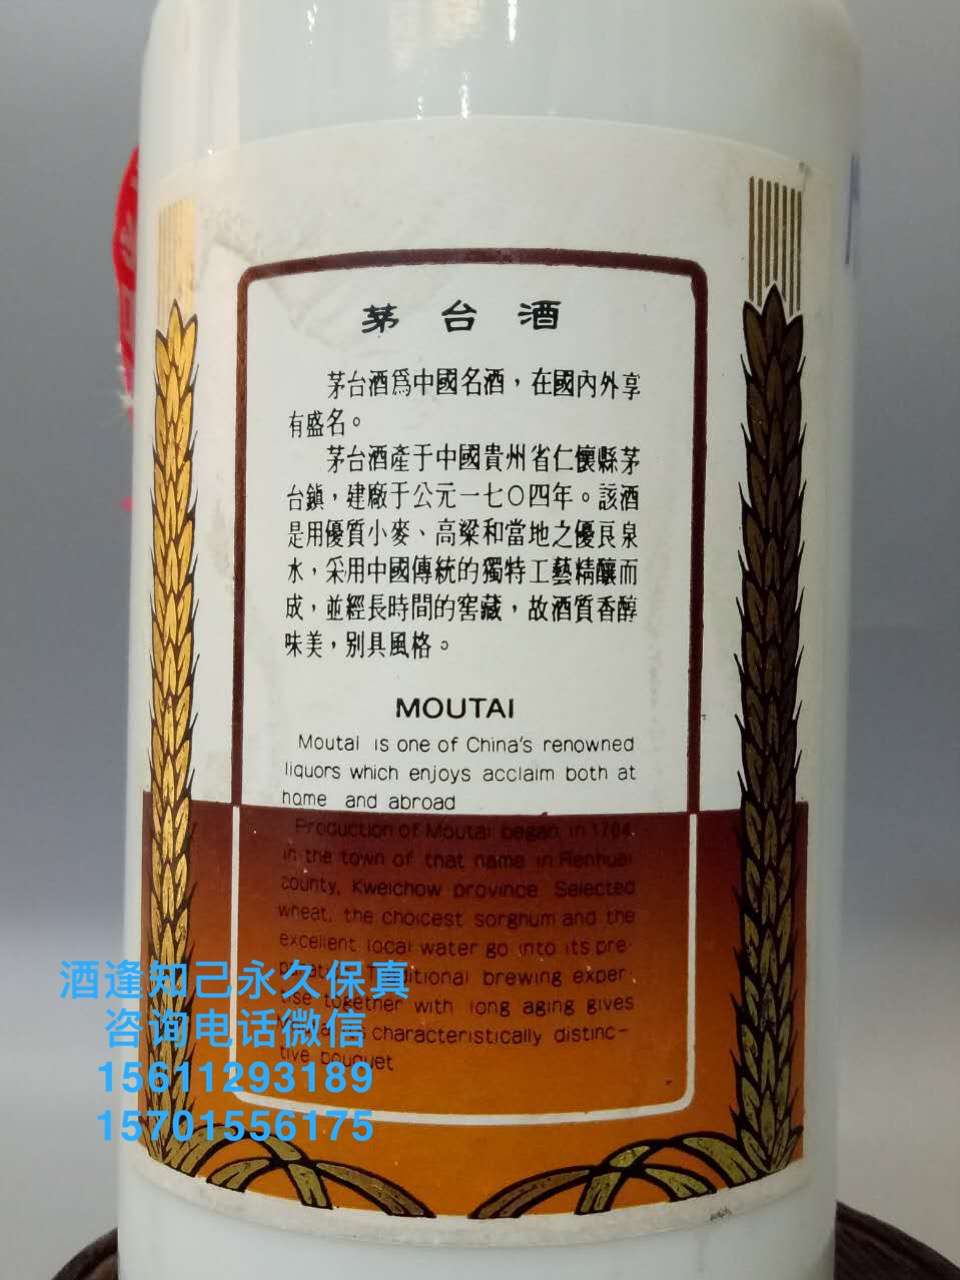 茅台酒
茅台酒爲中國名酒，在國內外享
有盛名。
茅台酒產于中國貴州省仁懷縣茅
台鎮，建廠于公元一七〇四年。該酒
是用優質小麥、高粱和當地之優良泉
水，采用中國傳統的獨特工藝精釀而
成，並經長時間的窖藏，故酒質香醇
味美，别具風格。
MOUTAI
Moutai is one of China's renowned
liquors which enjoys acclaim both at
home and abroad
Production of Moutai began in 1704
in the town of that name in Renhuai
county, Kweichow province. Selected
wheat, the choicest sorghum and the
excellent local water go into its pre-
Traditional brewing exper
tise together with long aging gives
characteristically distinc-
tive bouquet
酒逢知己永久保真
咨询电话微信
15611293189
15701556175